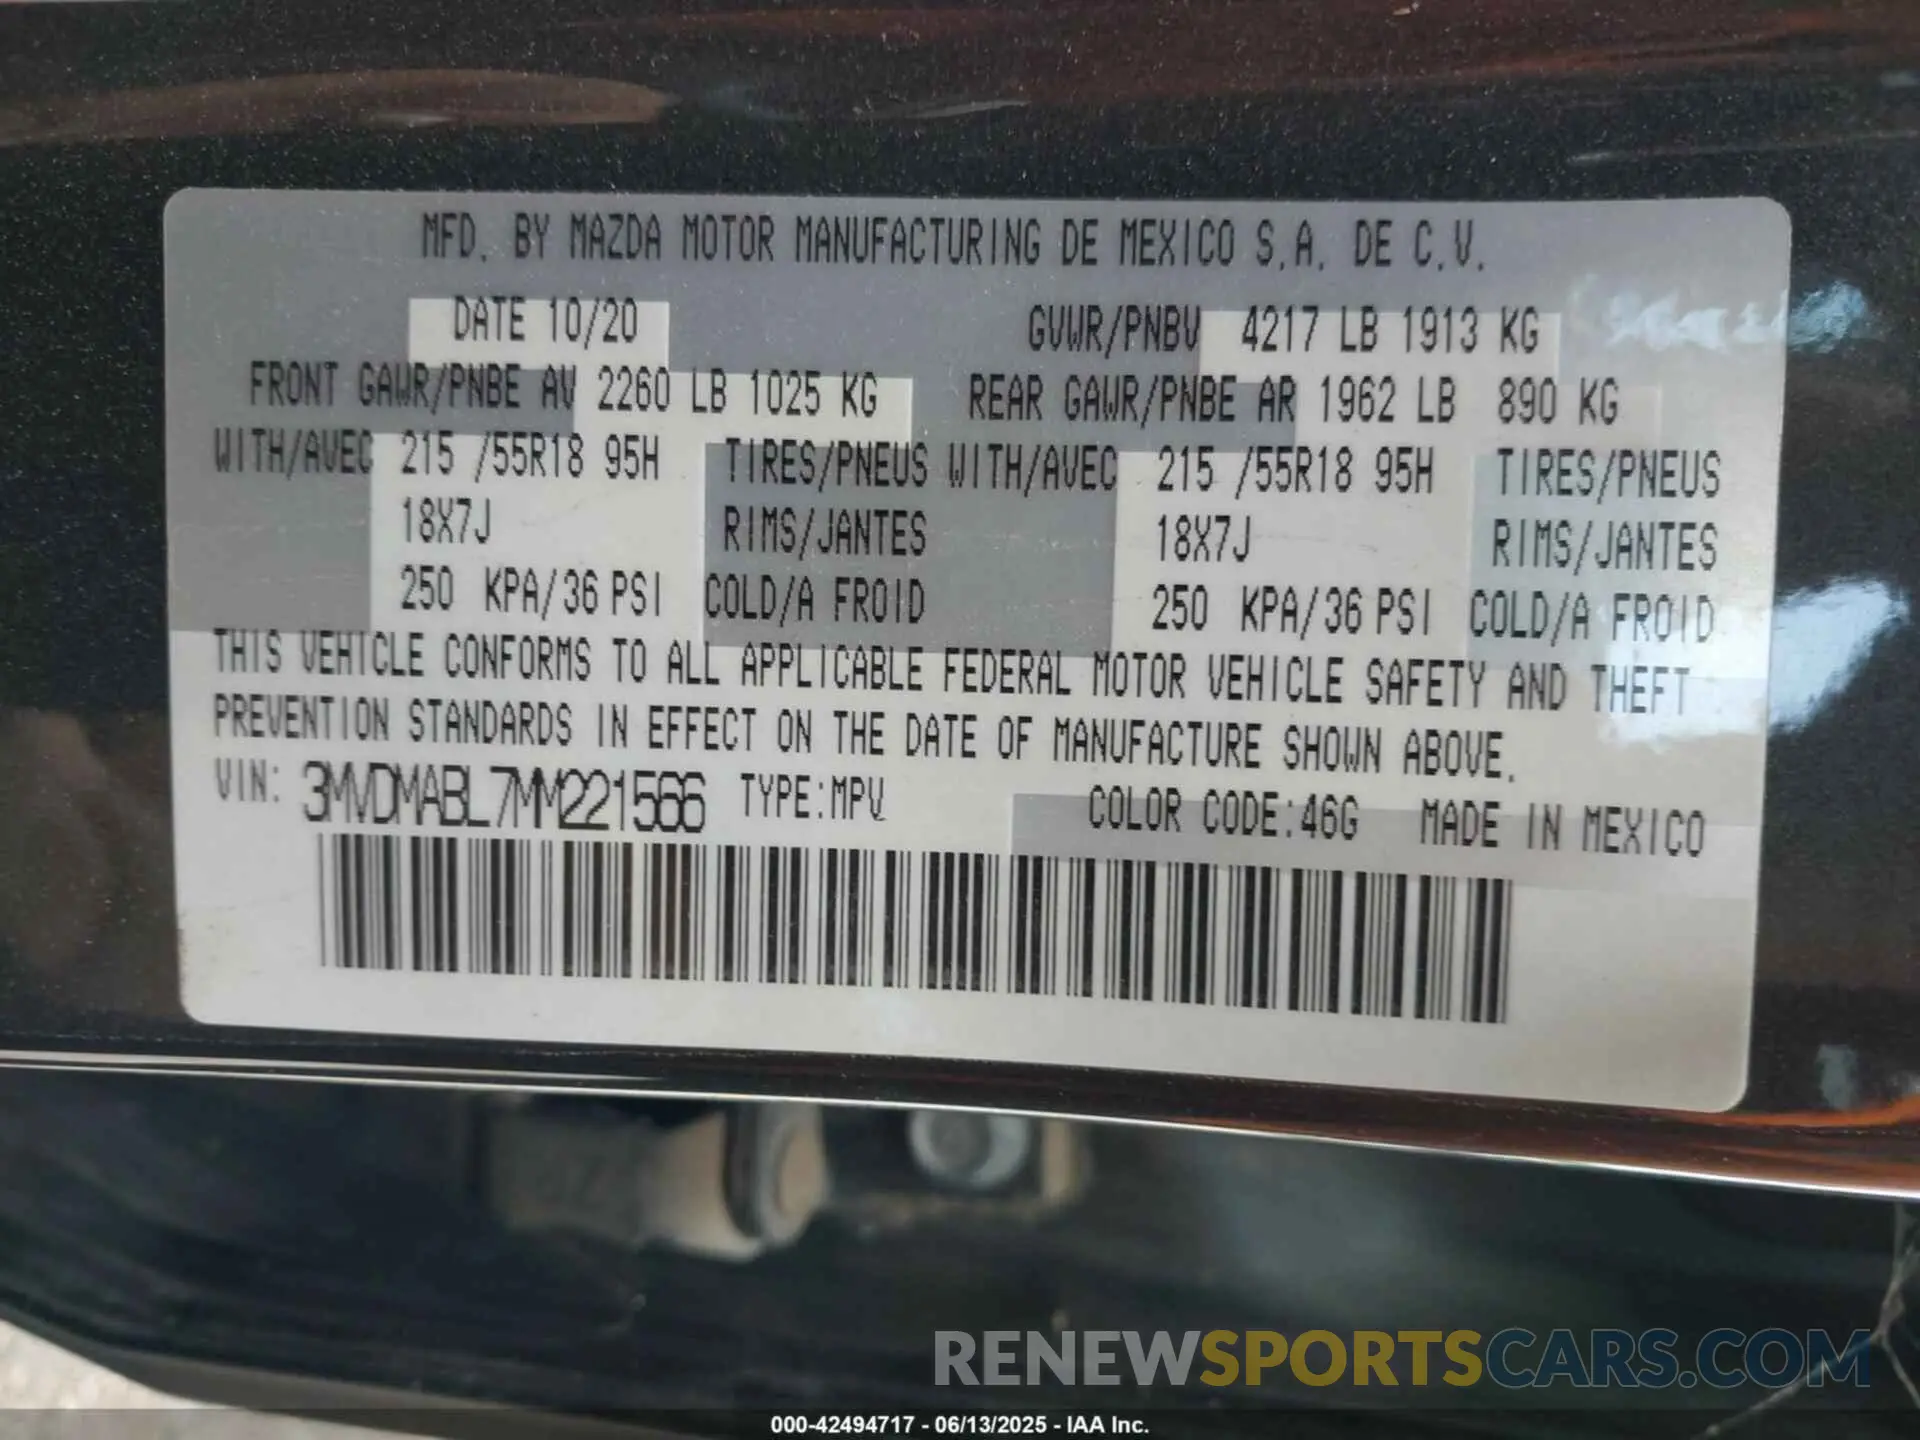 MFD. BY MAZDA MOTOR MANUFACTURING DE MEXICO S.A. DE C.V.
DATE 10/20 GVWR/PNBV 4217 LB 1913 KG
FRONT GAWR/PNBE AV 2260 LB 1025 KG REAR GAWR/PNBE AR 1962 LB 890 KG
WITH/AVEC 215 /55R18 95H TIRES/PNEUS WITH/AVEC 215 /55R18 95H TIRES/PNEUS
18X7J RIMS/JANTES 18X7J RIMS/JANTES
250 KPA/36 PSI COLD/A FROID 250 KPA/36 PSI COLD/A FROID
THIS VEHICLE CONFORMS TO ALL APPLICABLE FEDERAL MOTOR VEHICLE SAFETY AND THEFT
PREVENTION STANDARDS IN EFFECT ON THE DATE OF MANUFACTURE SHOWN ABOVE.
VIN: 3MVDMABL7MM221566 TYPE:MPV COLOR CODE:46G MADE IN MEXICO
RENEWSPORTSCARS.COM
000-42494717 - 06/13/2025 - IAA Inc.